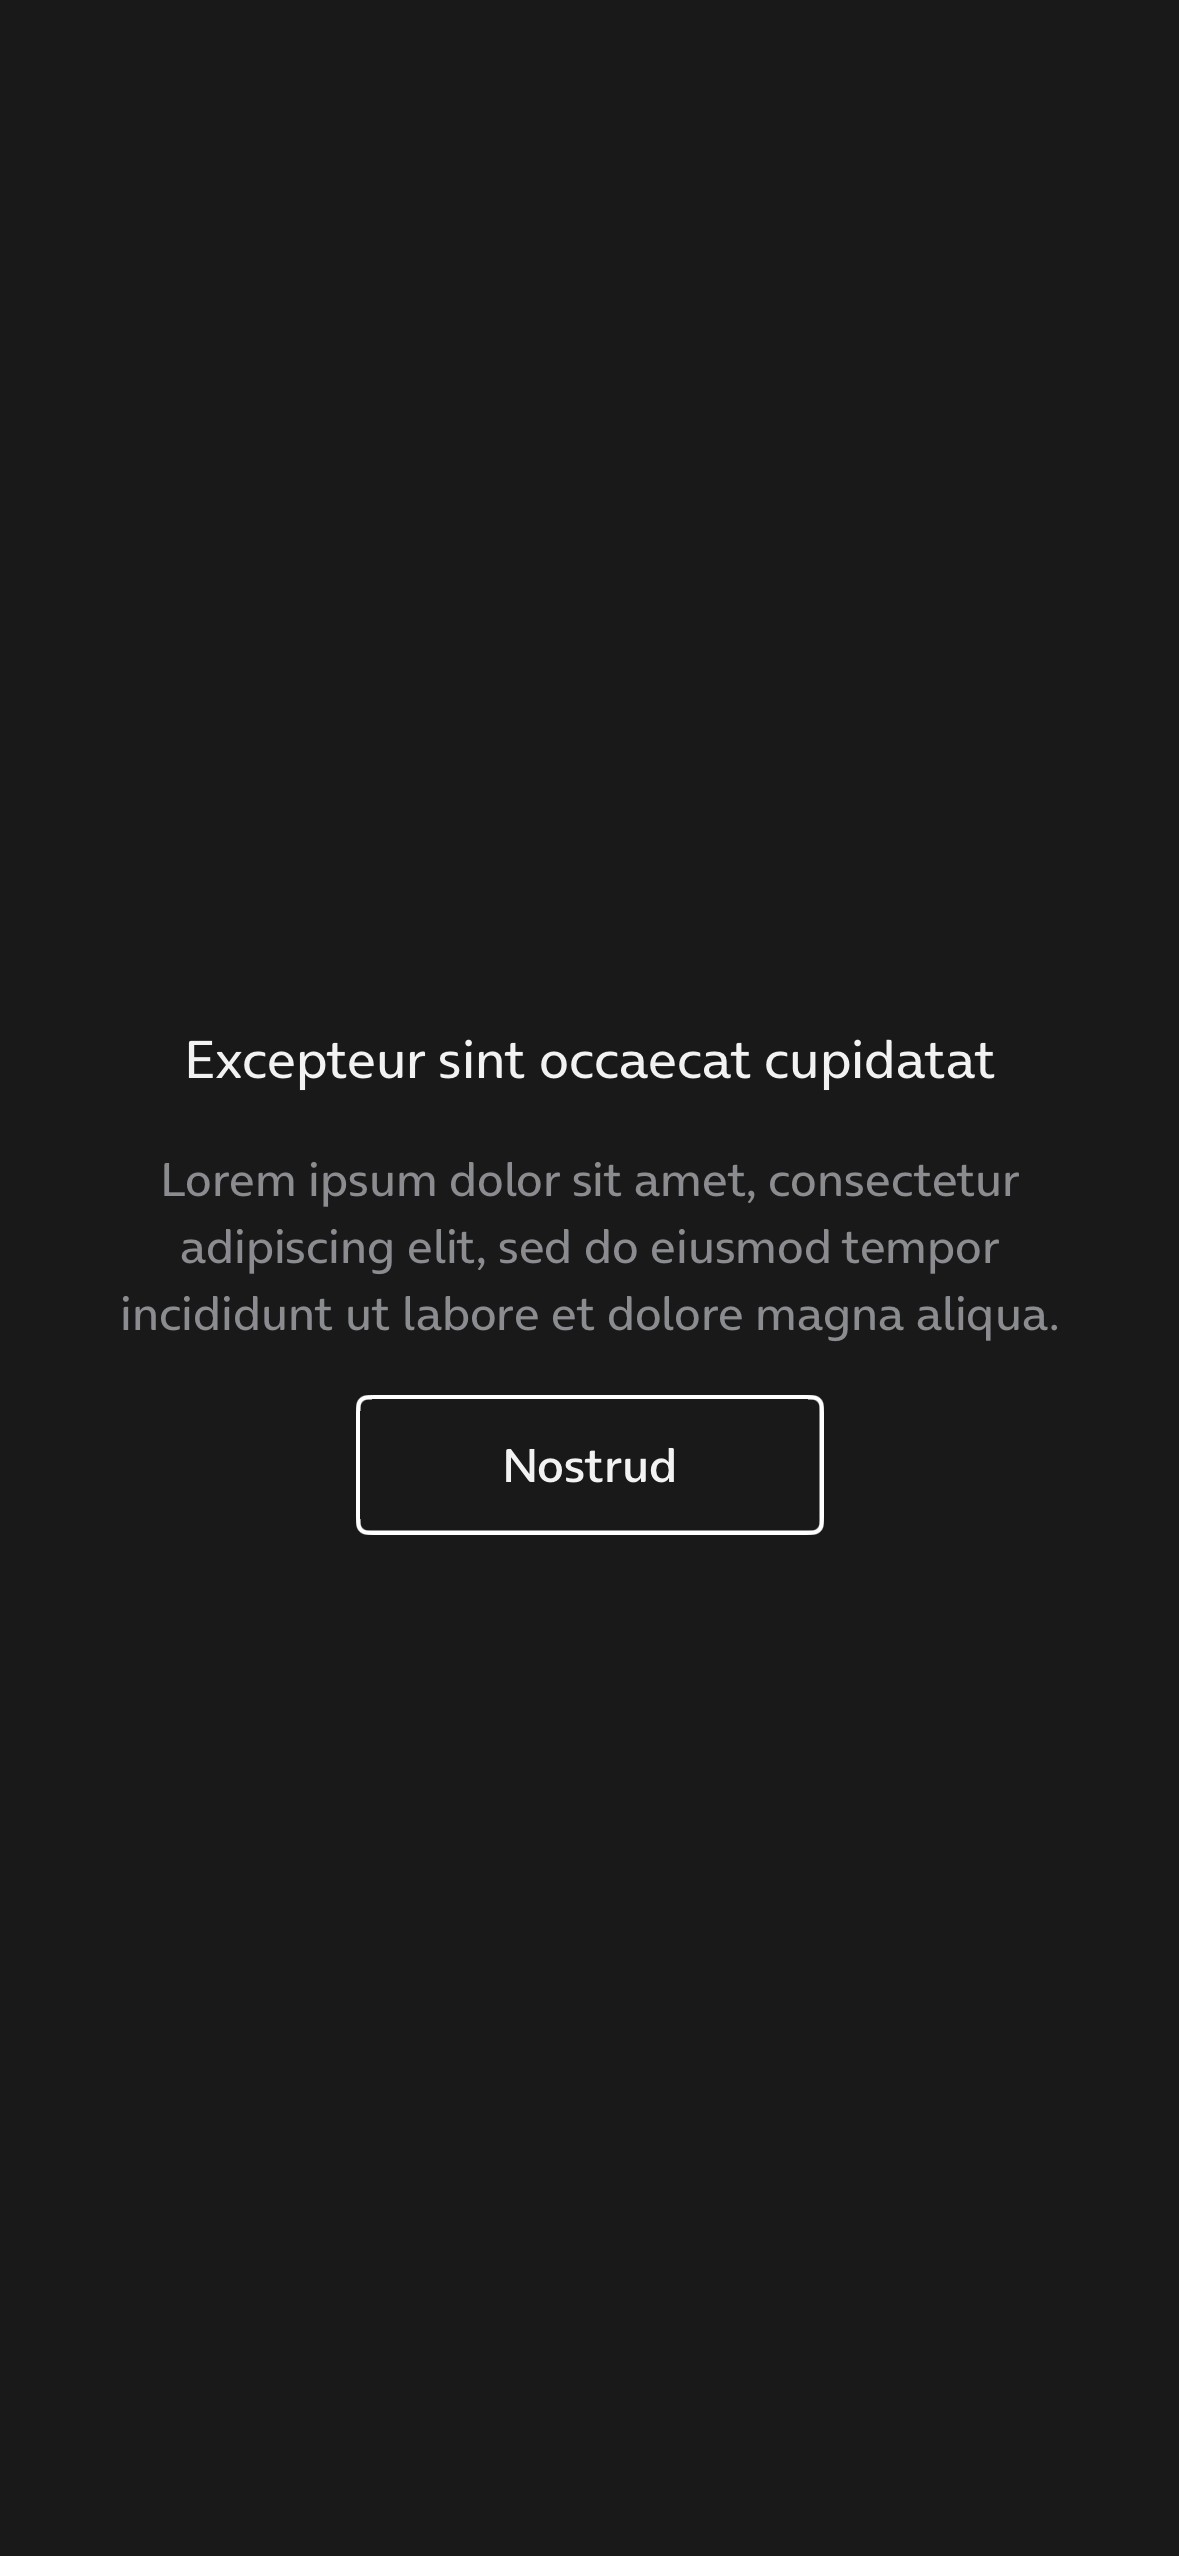 Excepteur sint occaecat cupidatat
Lorem ipsum dolor sit amet, consectetur
adipiscing elit, sed do eiusmod tempor
incididunt ut labore et dolore magna aliqua.
Nostrud